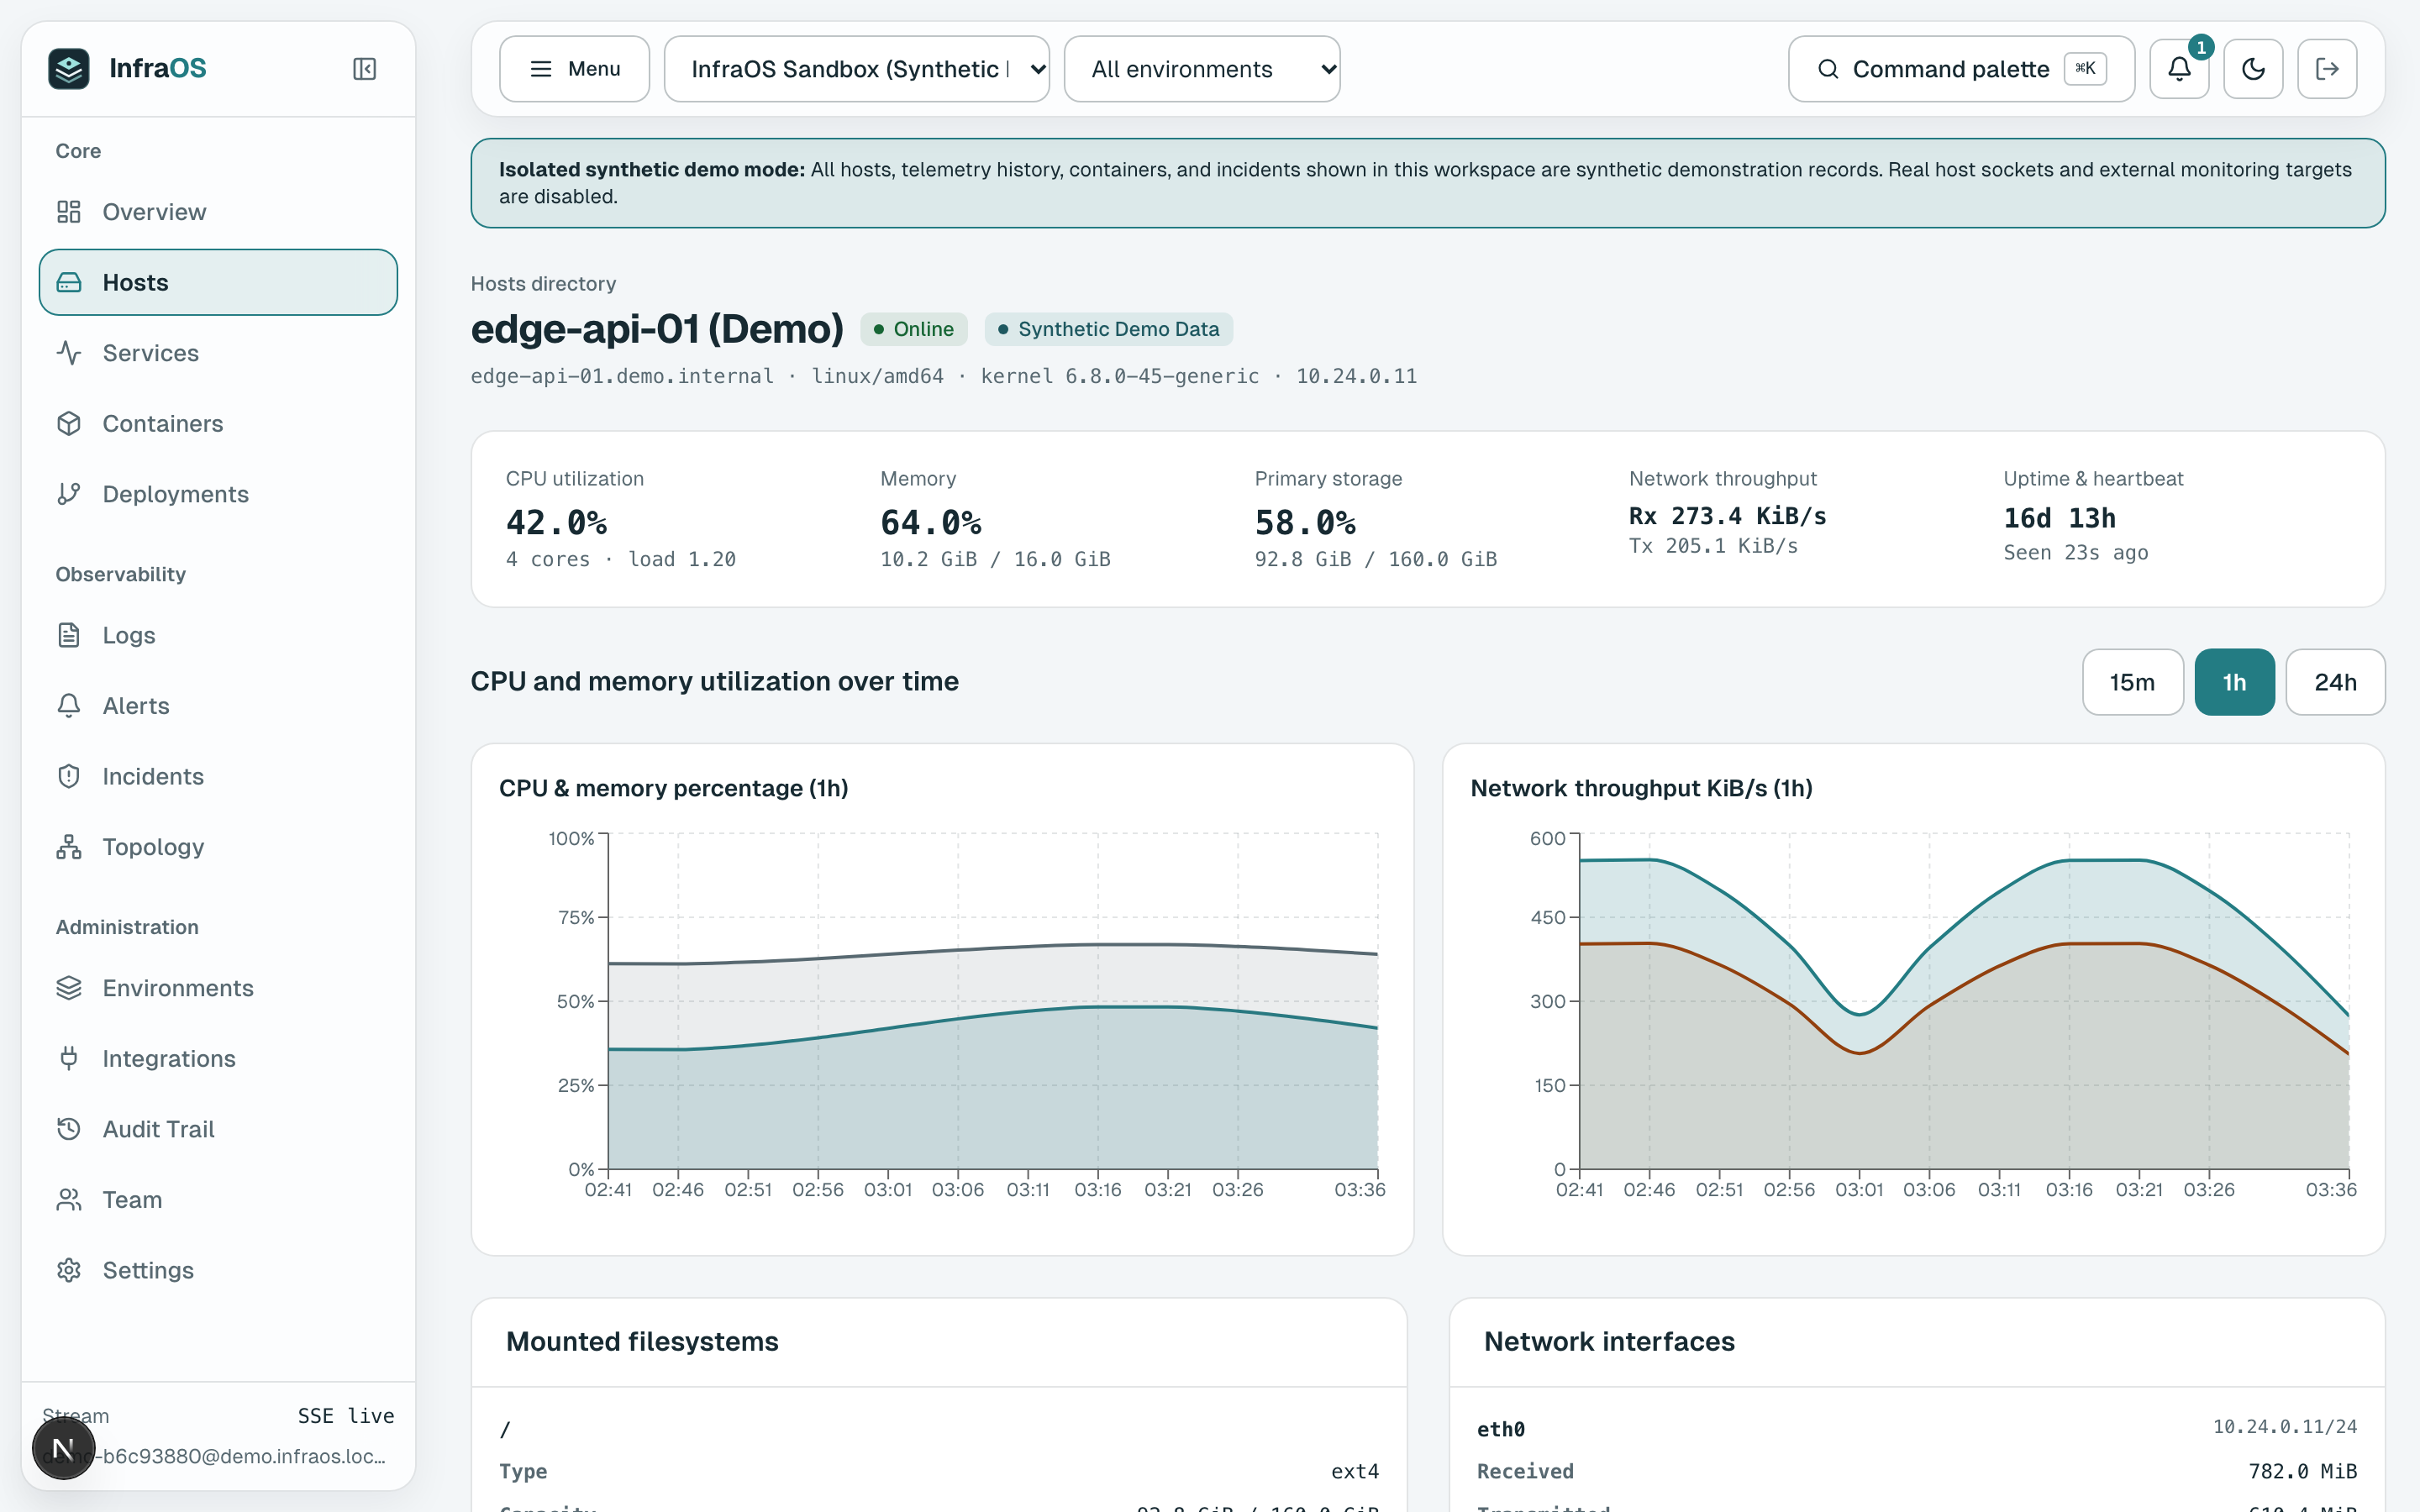 InfraOS
Core
Overview
Hosts
Services
Containers
Deployments
Observability
Logs
Alerts
Incidents
Topology
Administration
Environments
Integrations
Audit Trail
Team
Settings
Stream SSE live
-b6c93880@demo.infraos.loc...
N
Menu
InfraOS Sandbox (Synthetic
All environments
Command palette ⌘K
1
Isolated synthetic demo mode: All hosts, telemetry history, containers, and incidents shown in this workspace are synthetic demonstration records. Real host sockets and external monitoring targets
are disabled.
Hosts directory
edge-api-01 (Demo) Online Synthetic Demo Data
edge-api-01.demo.internal · linux/amd64 · kernel 6.8.0-45-generic · 10.24.0.11
CPU utilization
42.0%
4 cores · load 1.20
Memory
64.0%
10.2 GiB / 16.0 GiB
Primary storage
58.0%
92.8 GiB / 160.0 GiB
Network throughput
Rx 273.4 KiB/s
Tx 205.1 KiB/s
Uptime & heartbeat
16d 13h
Seen 23s ago
CPU and memory utilization over time
15m 1h 24h
CPU & memory percentage (1h)
100%
75%
50%
25%
0%
02:41 02:46 02:51 02:56 03:01 03:06 03:11 03:16 03:21 03:26 03:36
Network throughput KiB/s (1h)
600
450
300
150
0
02:41 02:46 02:51 02:56 03:01 03:06 03:11 03:16 03:21 03:26 03:36
Mounted filesystems
/
Type ext4
Capacity 92.8 GiB / 160.0 GiB
Network interfaces
eth0 10.24.0.11/24
Received 782.0 MiB
Transmitted 610.4 MiB